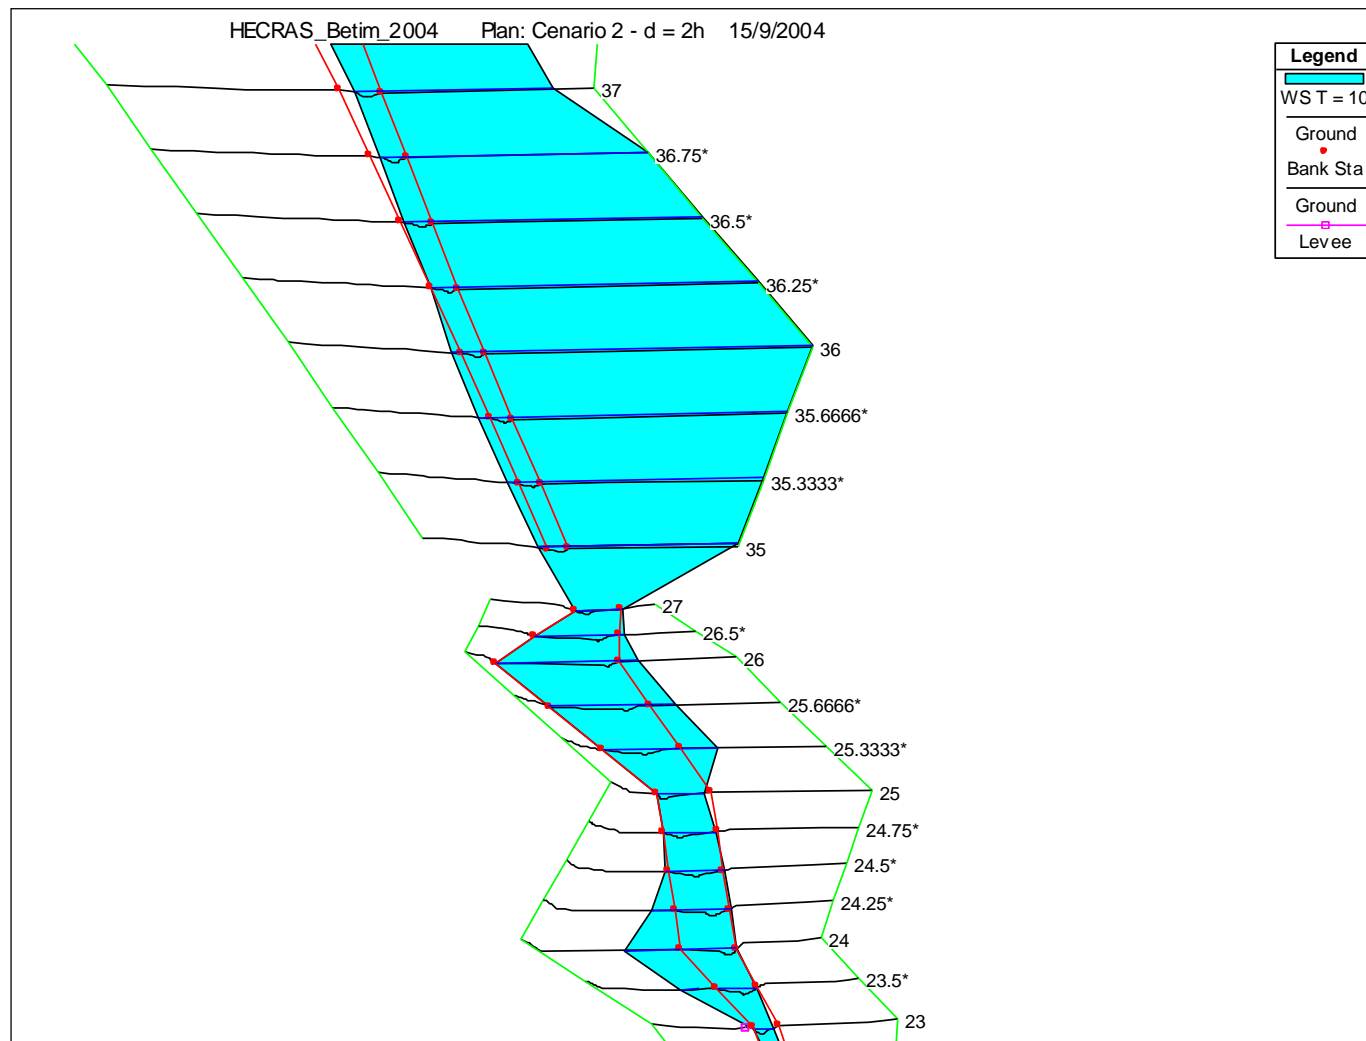 HECRAS_Betim_2004 Plan: Cenario 2 - d = 2h 15/9/2004
Legend
WS T = 10
Ground
Bank Sta
Ground
Levee
37
36.75*
36.5*
36.25*
36
35.6666*
35.3333*
35
27
26.5*
26
25.6666*
25.3333*
25
24.75*
24.5*
24.25*
24
23.5*
23